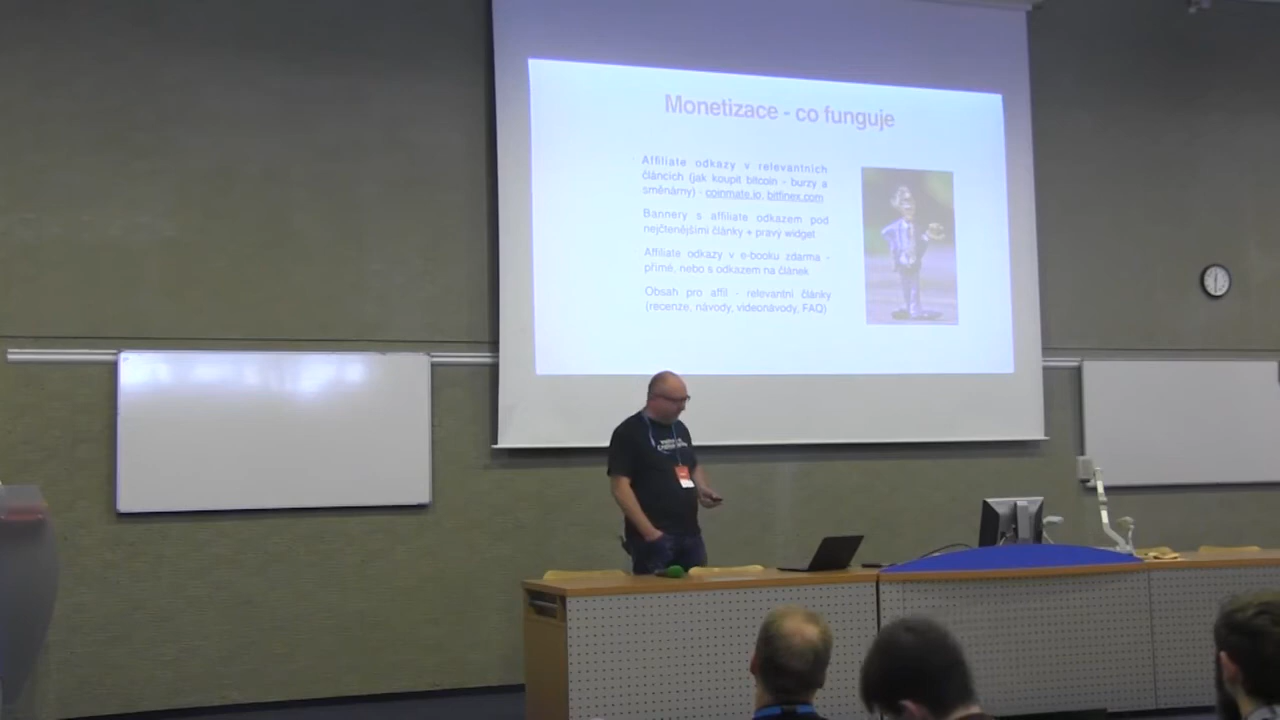 Monetizace - co funguje
Affiliate odkazy v relevantních
článcích (jak koupit bitcoin - burzy a
směnárny) - coinmate.io, bitfinex.com
Bannery s affiliate odkazem pod
nejčtenějšími články + pravý widget
Affiliate odkazy v e-booku zdarma -
přímé, nebo s odkazem na článek
Obsah pro affil - relevantní články
(recenze, návody, videonávody, FAQ)